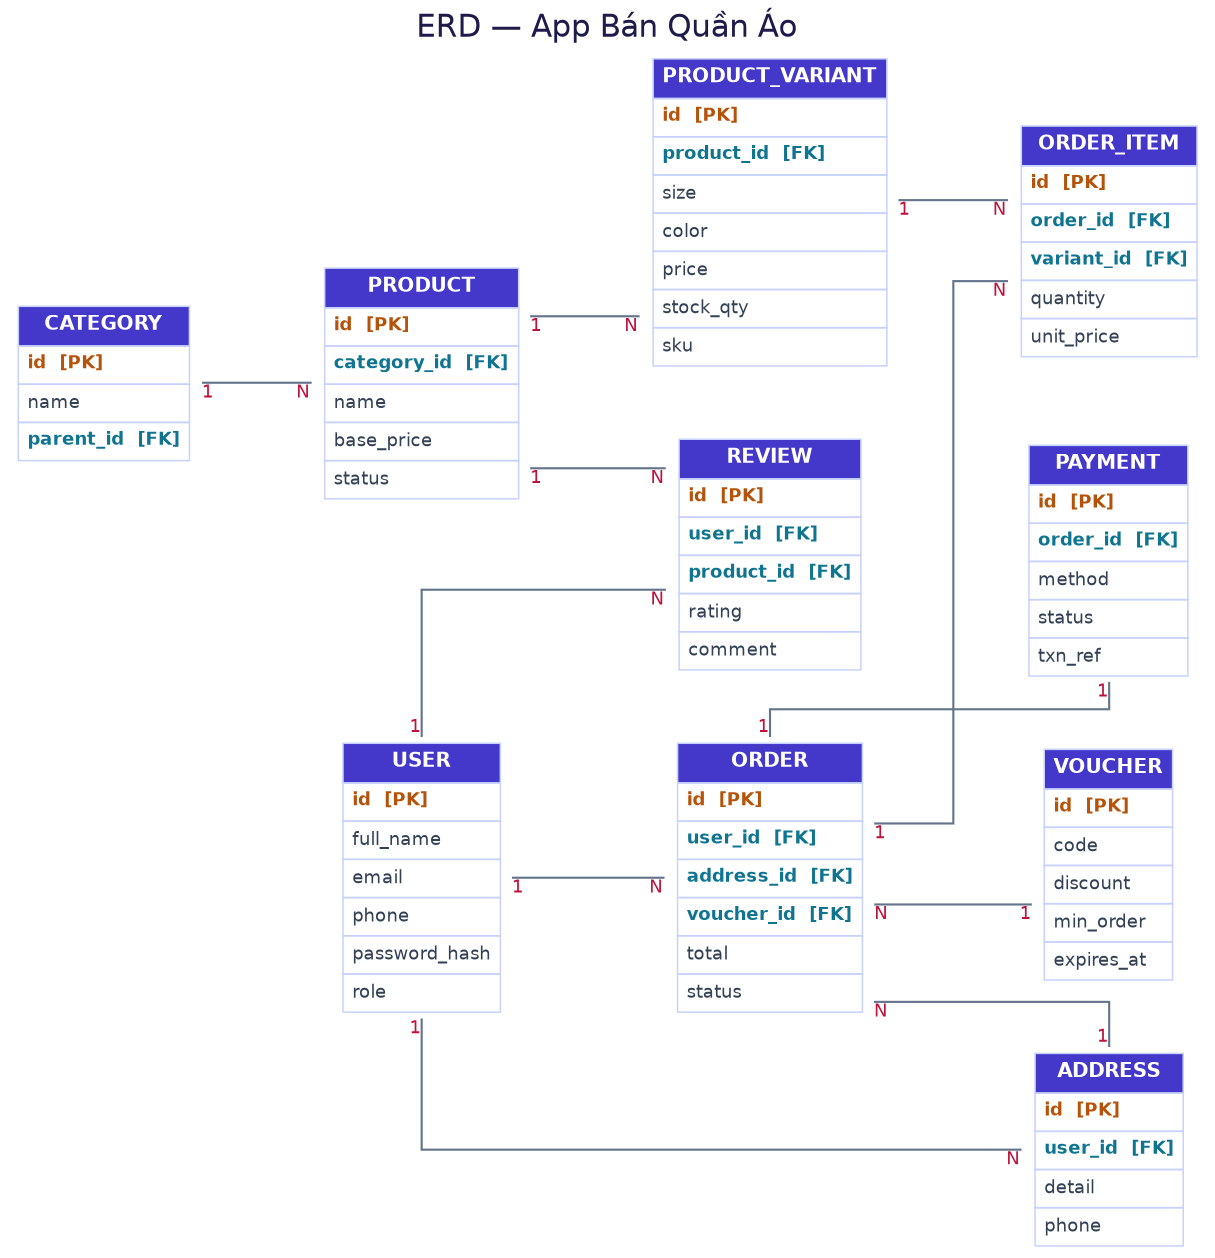 ERD — App Bán Quần Áo
PRODUCT_VARIANT
id [PK]
product_id [FK]
size
color
price
stock_qty
sku
ORDER_ITEM
id [PK]
order_id [FK]
variant_id [FK]
quantity
unit_price
1 N
N
PRODUCT
id [PK]
category_id [FK]
name
base_price
status
1 N
CATEGORY
id [PK]
name
parent_id [FK]
1 N
1 N
REVIEW
id [PK]
user_id [FK]
product_id [FK]
rating
comment
N
1
PAYMENT
id [PK]
order_id [FK]
method
status
txn_ref
1
1
USER
id [PK]
full_name
email
phone
password_hash
role
1 N
ORDER
id [PK]
user_id [FK]
address_id [FK]
voucher_id [FK]
total
status
1
N 1
VOUCHER
id [PK]
code
discount
min_order
expires_at
N
1
1
N
ADDRESS
id [PK]
user_id [FK]
detail
phone